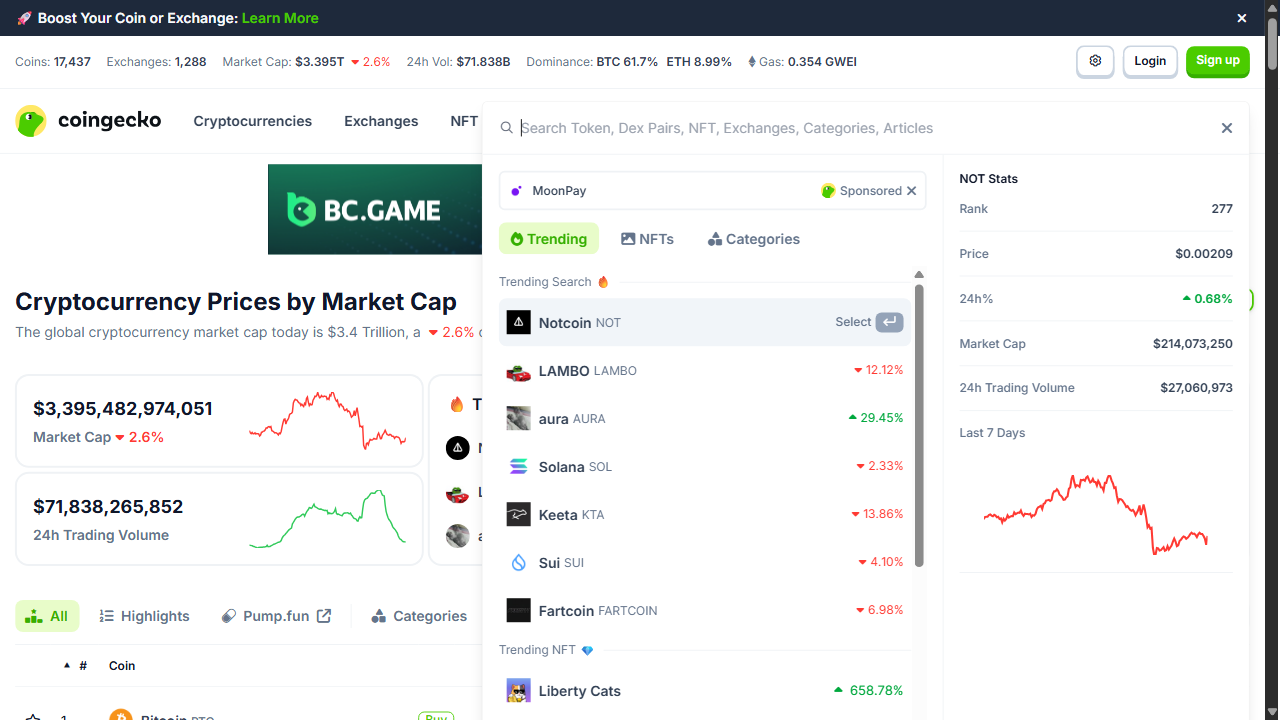 🚀 Boost Your Coin or Exchange: Learn More
Coins: 17,437 Exchanges: 1,288 Market Cap: $3.395T 2.6% 24h Vol: $71.838B Dominance: BTC 61.7% ETH 8.99% Gas: 0.354 GWEI
Login
Sign up
coingecko
Cryptocurrencies
Exchanges
NFT
Search Token, Dex Pairs, NFT, Exchanges, Categories, Articles
BC.GAME
MoonPay
Sponsored
Trending
NFTs
Categories
Trending Search 🔥
Notcoin NOT
Select
LAMBO LAMBO
12.12%
aura AURA
29.45%
Solana SOL
2.33%
Keeta KTA
13.86%
Sui SUI
4.10%
Fartcoin FARTCOIN
6.98%
Trending NFT 💎
Liberty Cats
658.78%
NOT Stats
Rank
277
Price
$0.00209
24h%
0.68%
Market Cap
$214,073,250
24h Trading Volume
$27,060,973
Last 7 Days
Cryptocurrency Prices by Market Cap
The global cryptocurrency market cap today is $3.4 Trillion, a 2.6%
$3,395,482,974,051
Market Cap 2.6%
$71,838,265,852
24h Trading Volume
All
Highlights
Pump.fun
Categories
# Coin
1 Bitcoin BTC
Buy